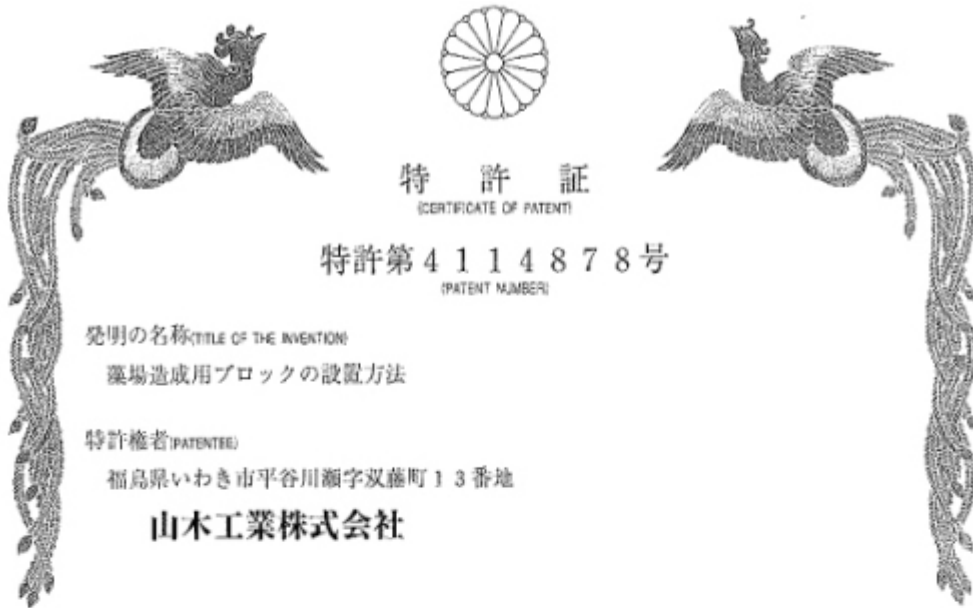 特許証
(CERTIFICATE OF PATENT)
特許第4114878号
(PATENT NUMBER)
発明の名称(TITLE OF THE INVENTION)
藻場造成用ブロックの設置方法
特許権者(PATENTEE)
福島県いわき市平谷川瀬字双藤町13番地
山木工業株式会社